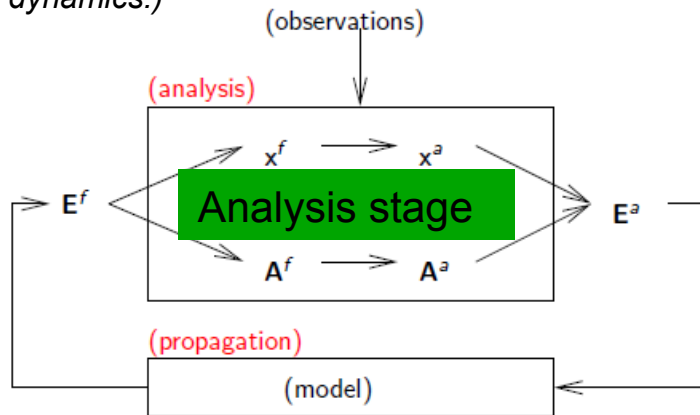 dynamics.)
(observations)
(analysis)
x^f x^a
E^f Analysis stage E^a
A^f A^a
(propagation)
(model)